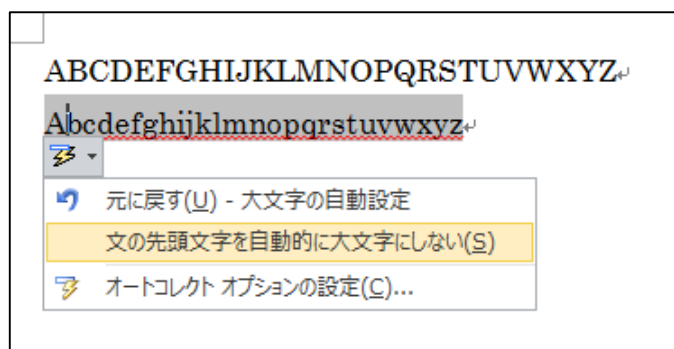 ABCDEFGHIJKLMNOPQRSTUVWXYZ
Abcdefghijklmnopqrstuvwxyz
元に戻す(U) - 大文字の自動設定
文の先頭文字を自動的に大文字にしない(S)
オートコレクト オプションの設定(C)...